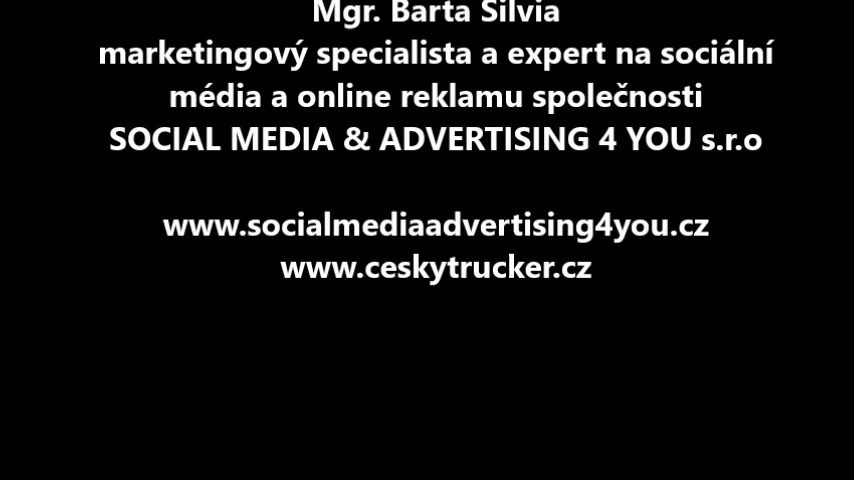 Mgr. Barta Silvia
marketingový specialista a expert na sociální
média a online reklamu společnosti
SOCIAL MEDIA & ADVERTISING 4 YOU s.r.o
www.socialmediaadvertising4you.cz
www.ceskytrucker.cz